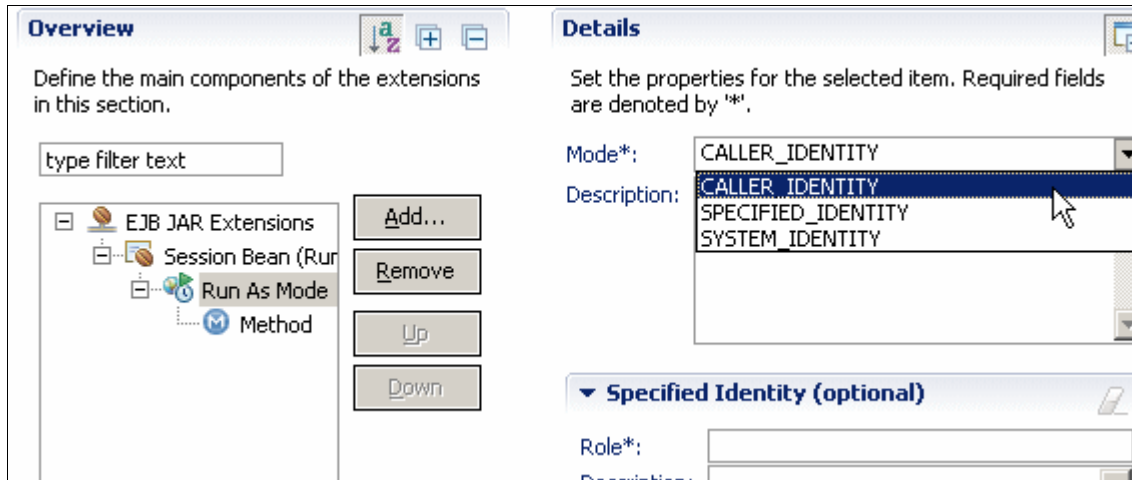 Overview
Define the main components of the extensions
in this section.
type filter text
EJB JAR Extensions
Session Bean (Rur
Run As Mode
Method
Add...
Remove
Up
Down
Details
Set the properties for the selected item. Required fields
are denoted by '*'.
Mode*: CALLER_IDENTITY
Description:
CALLER_IDENTITY
SPECIFIED_IDENTITY
SYSTEM_IDENTITY
Specified Identity (optional)
Role*:
Description: